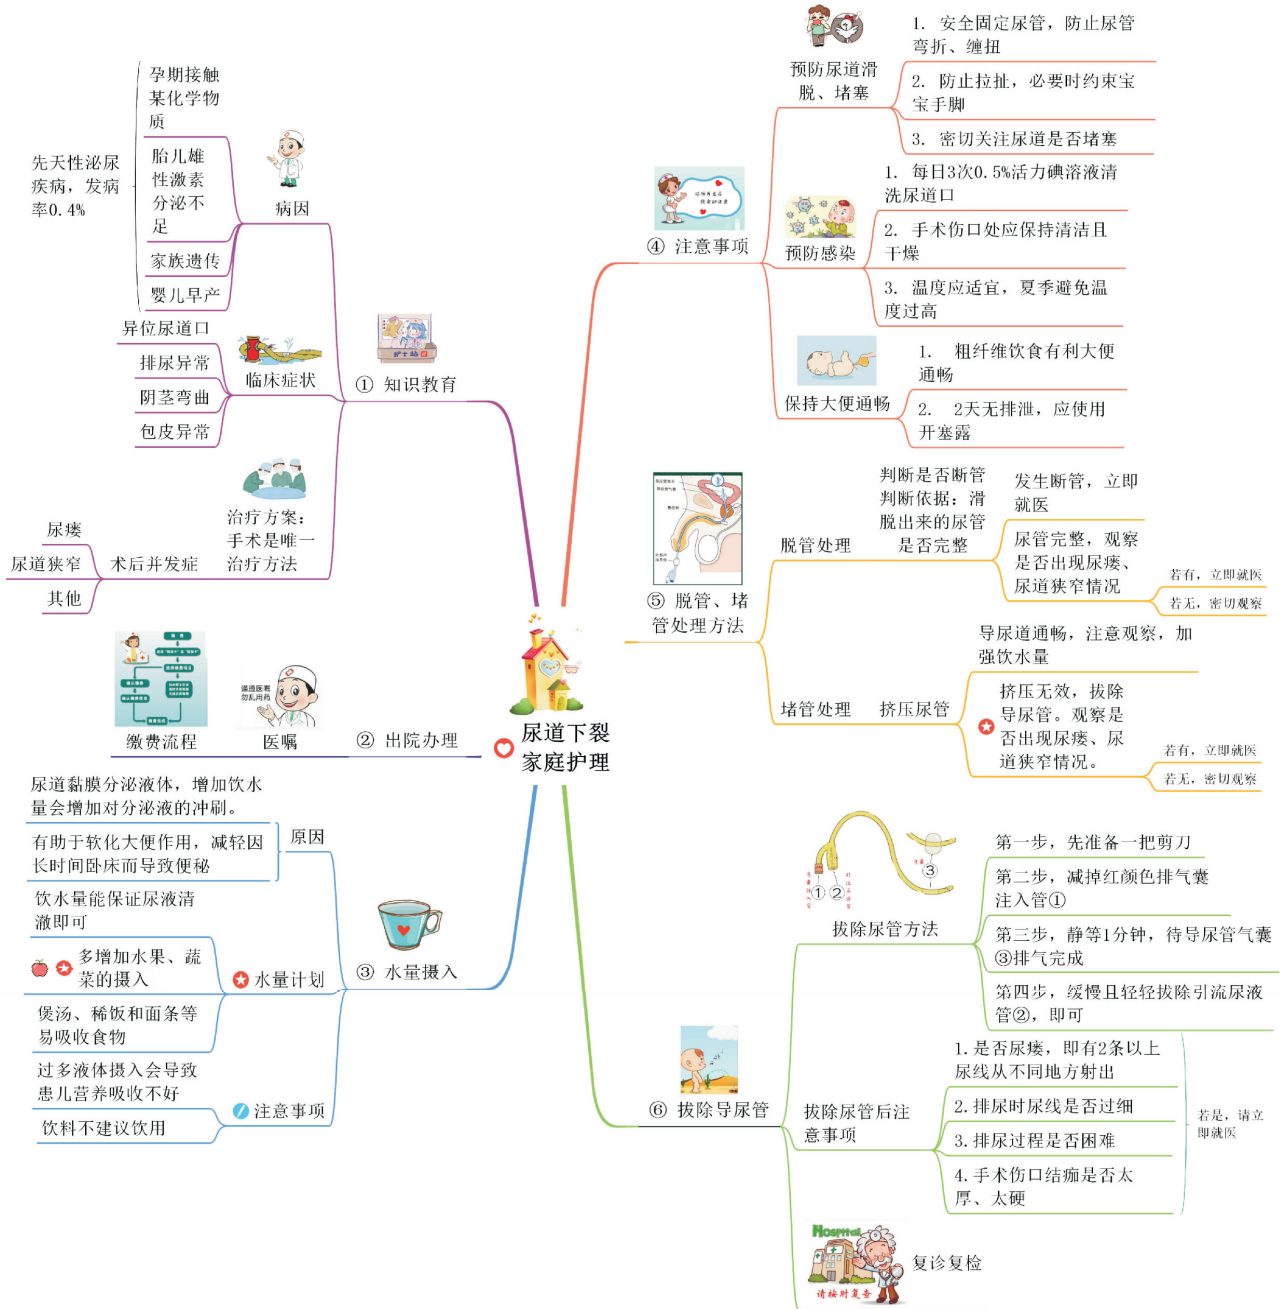 尿道下裂
家庭护理
① 知识教育
病因
孕期接触
某化学物
质
胎儿雄
性激素
分泌不
足
家族遗传
婴儿早产
先天性泌尿
疾病，发病
率0.4%
临床症状
异位尿道口
排尿异常
阴茎弯曲
包皮异常
治疗方案：
手术是唯一
治疗方法
术后并发症
尿瘘
尿道狭窄
其他
② 出院办理
医嘱
谨遵医嘱
勿乱用药
缴费流程
③ 水量摄入
原因
尿道黏膜分泌液体，增加饮水
量会增加对分泌液的冲刷。
有助于软化大便作用，减轻因
长时间卧床而导致便秘
水量计划
饮水量能保证尿液清
澈即可
多增加水果、蔬
菜的摄入
煲汤、稀饭和面条等
易吸收食物
注意事项
过多液体摄入会导致
患儿营养吸收不好
饮料不建议饮用
④ 注意事项
预防尿道滑
脱、堵塞
1. 安全固定尿管，防止尿管
弯折、缠扭
2. 防止拉扯，必要时约束宝
宝手脚
3. 密切关注尿道是否堵塞
预防感染
1. 每日3次0.5%活力碘溶液清
洗尿道口
2. 手术伤口处应保持清洁且
干燥
3. 温度应适宜，夏季避免温
度过高
保持大便通畅
1. 粗纤维饮食有利大便
通畅
2. 2天无排泄，应使用
开塞露
⑤ 脱管、堵
管处理方法
脱管处理
判断是否断管
判断依据：滑
脱出来的尿管
是否完整
发生断管，立即
就医
尿管完整，观察
是否出现尿瘘、
尿道狭窄情况
若有，立即就医
若无，密切观察
堵管处理
挤压尿管
导尿道通畅，注意观察，加
强饮水量
挤压无效，拔除
导尿管。观察是
否出现尿瘘、尿
道狭窄情况。
若有，立即就医
若无，密切观察
⑥ 拔除导尿管
拔除尿管方法
①
②
③
第一步，先准备一把剪刀
第二步，减掉红颜色排气囊
注入管①
第三步，静等1分钟，待导尿管气囊
③排气完成
第四步，缓慢且轻轻拔除引流尿液
管②，即可
拔除尿管后注
意事项
1.是否尿瘘，即有2条以上
尿线从不同地方射出
2.排尿时尿线是否过细
3.排尿过程是否困难
4.手术伤口结痂是否太
厚、太硬
若是，请立
即就医
HOSPITAL
请按时复查
复诊复检